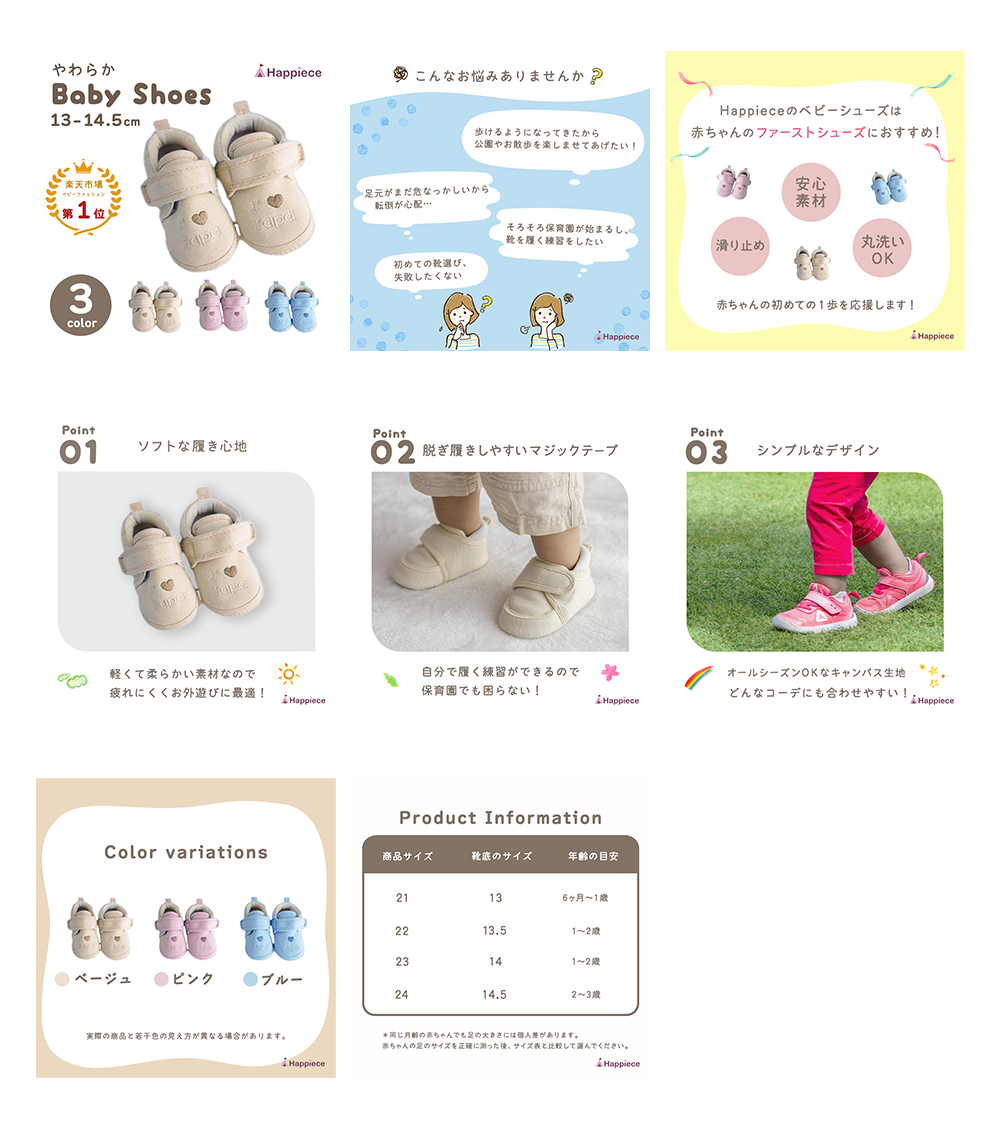 やわらか
Baby Shoes
13-14.5cm
Happiece
楽天市場
ベビーファッション
第1位
3
color
こんなお悩みありませんか?
歩けるようになってきたから
公園やお散歩を楽しませてあげたい！
足元がまだ危なっかしいから
転倒が心配…
そろそろ保育園が始まるし、
靴を履く練習をしたい
初めての靴選び、
失敗したくない
?
Happiece
Happieceのベビーシューズは
赤ちゃんのファーストシューズにおすすめ！
安心
素材
滑り止め
丸洗い
OK
赤ちゃんの初めての１歩を応援します！
Happiece
Point
01
ソフトな履き心地
軽くて柔らかい素材なので
疲れにくくお外遊びに最適！
Happiece
Point
02
脱ぎ履きしやすいマジックテープ
自分で履く練習ができるので
保育園でも困らない！
Happiece
Point
03
シンプルなデザイン
オールシーズンOKなキャンバス生地
どんなコーデにも合わせやすい！
Happiece
Color variations
ベージュ
ピンク
ブルー
実際の商品と若干色の見え方が異なる場合があります。
Happiece
Product Information
商品サイズ 靴底のサイズ 年齢の目安
21 13 6ヶ月〜1歳
22 13.5 1〜2歳
23 14 1〜2歳
24 14.5 2〜3歳
＊同じ月齢の赤ちゃんでも足の大きさには個人差があります。
赤ちゃんの足のサイズを正確に測った後、サイズ表と比較して選んでください。
Happiece